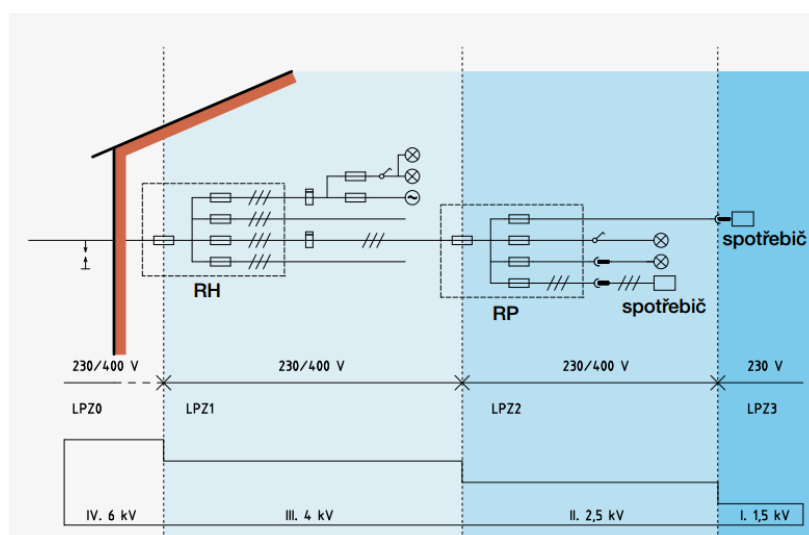 RH
RP
spotřebič
spotřebič
230/400 V
230/400 V
230/400 V
230 V
LPZ0
LPZ1
LPZ2
LPZ3
IV. 6 kV
III. 4 kV
II. 2,5 kV
I. 1,5 kV